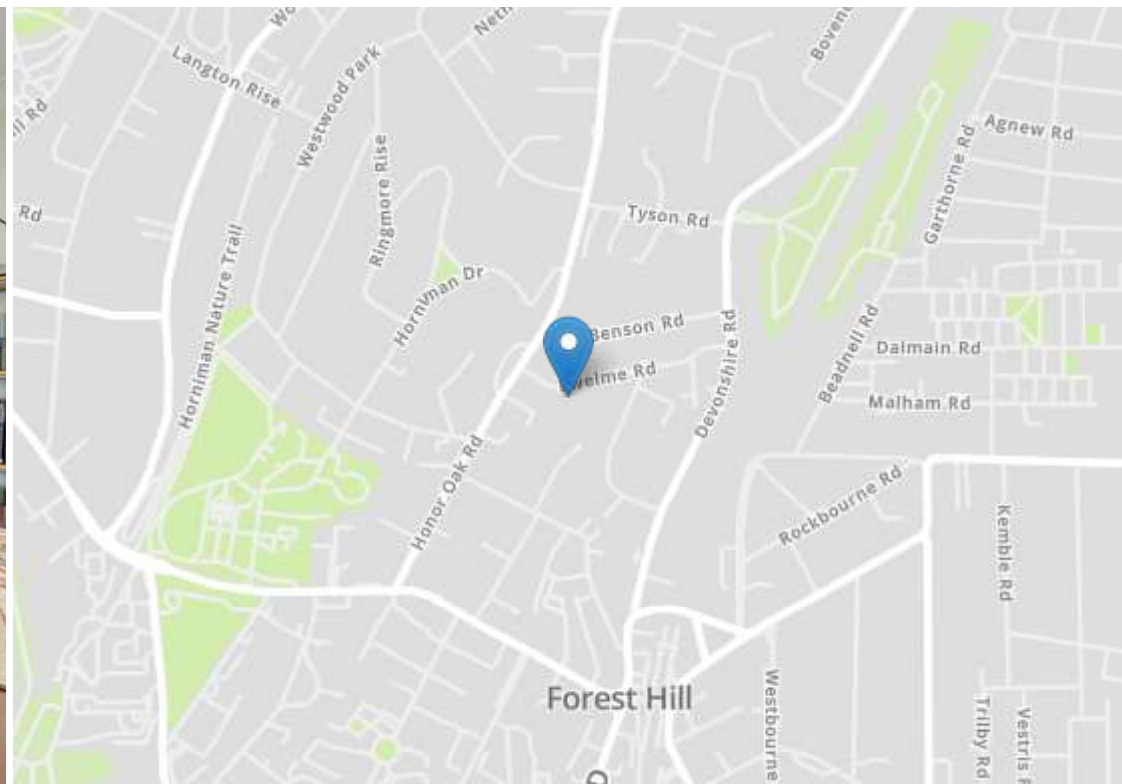 Langton Rise
Westwood Park
Ringmore Rise
Rd
Horniman Nature Trail
Horniman Dr
Tyson Rd
Benson Rd
Honor Oak Rd
Devonshire Rd
Agnew Rd
Garthorne Rd
Beadnell Rd
Dalmain Rd
Malham Rd
Rockbourne Rd
Kemble Rd
Forest Hill
Westbourne
Trilby Rd
Vestris